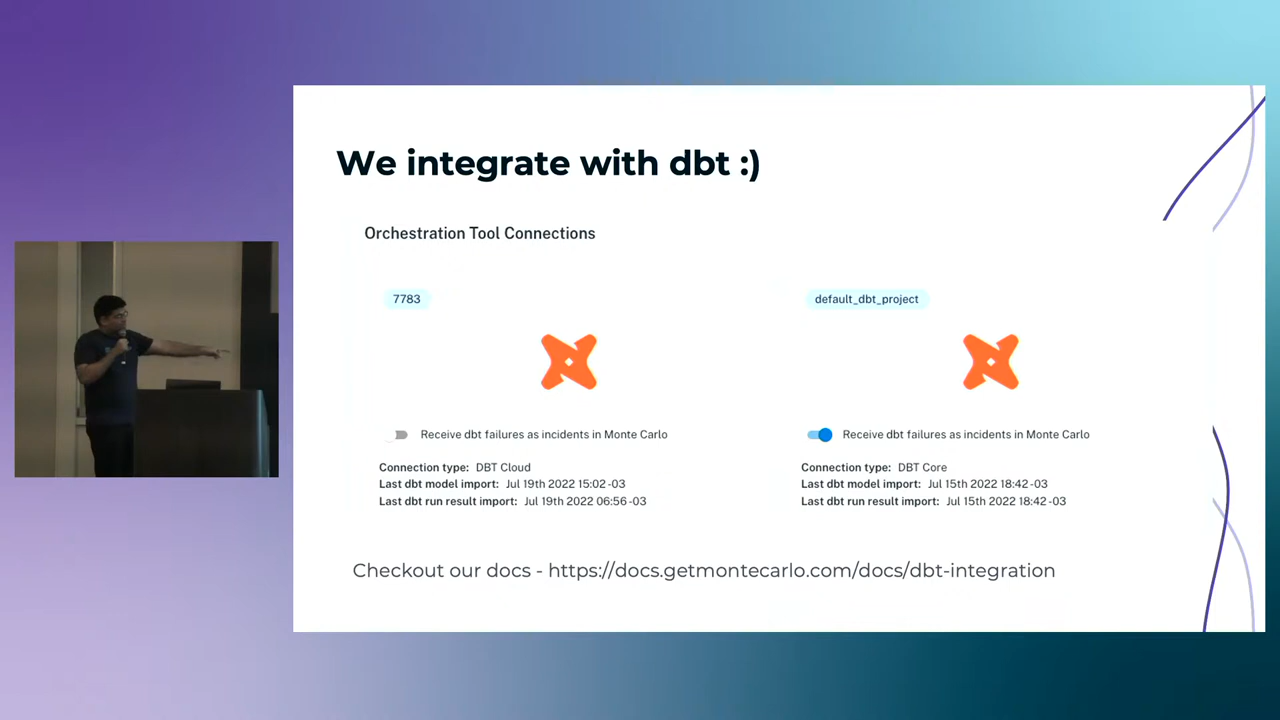 We integrate with dbt :)
Orchestration Tool Connections
7783
default_dbt_project
Receive dbt failures as incidents in Monte Carlo
Receive dbt failures as incidents in Monte Carlo
Connection type: DBT Cloud
Last dbt model import: Jul 19th 2022 15:02 -03
Last dbt run result import: Jul 19th 2022 06:56 -03
Connection type: DBT Core
Last dbt model import: Jul 15th 2022 18:42 -03
Last dbt run result import: Jul 15th 2022 18:42 -03
Checkout our docs - https://docs.getmontecarlo.com/docs/dbt-integration